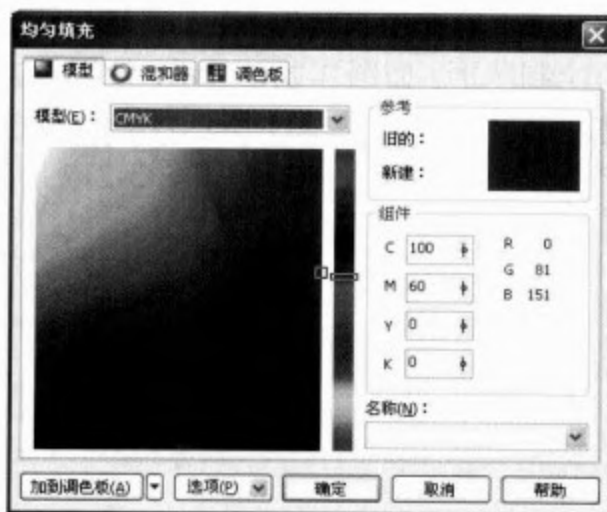 均匀填充
模型 混和器 调色板
模型(E)： CMYK
参考
旧的：
新建：
组件
C 100 R 0
M 60 G 81
B 151
Y 0
K 0
名称(N)：
加到调色板(A) 选项(P) 确定 取消 帮助